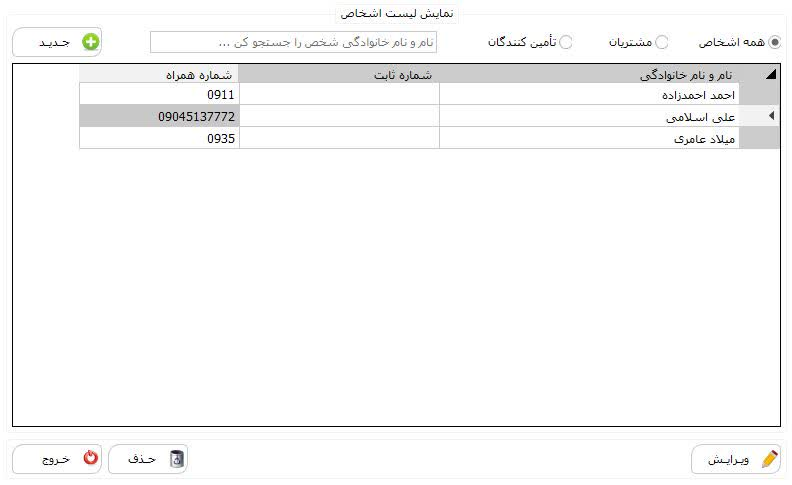 نمایش لیست اشخاص
همه اشخاص مشتریان تأمین کنندگان نام و نام خانوادگی شخص را جستجو کن ... جدید
نام و نام خانوادگی شماره ثابت شماره همراه
احمد احمدزاده 0911
علی اسلامی 09045137772
میلاد عامری 0935
ویرایش حذف خروج